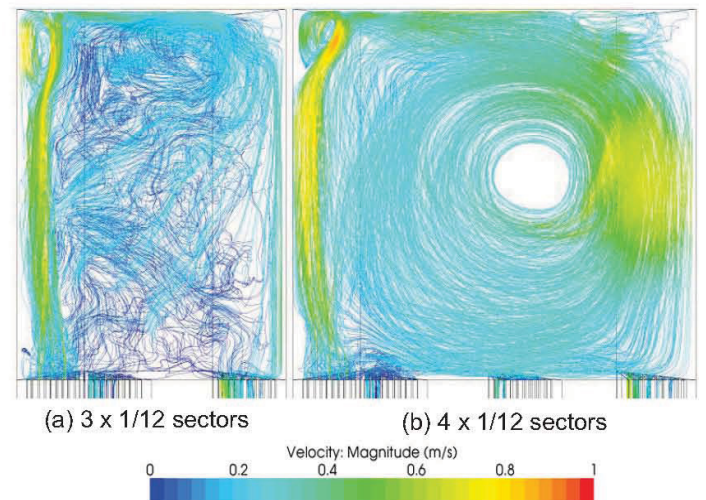 (a) 3 x 1/12 sectors
(b) 4 x 1/12 sectors
Velocity: Magnitude (m/s)
0 0.2 0.4 0.6 0.8 1